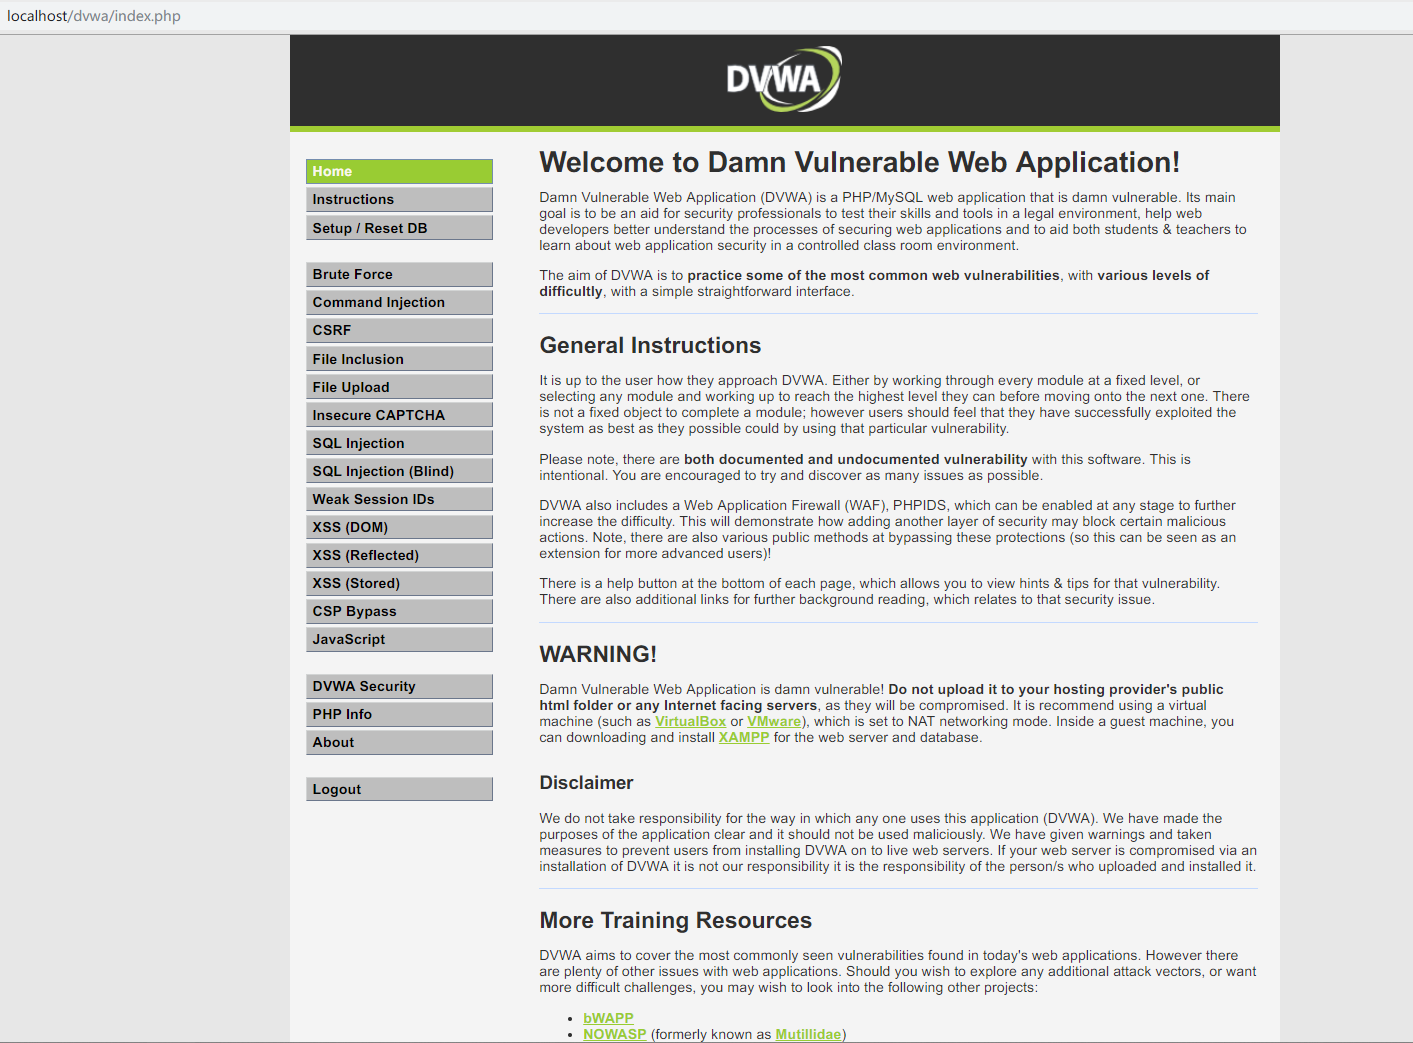 localhost/dvwa/index.php
DVWA
Home
Instructions
Setup / Reset DB
Brute Force
Command Injection
CSRF
File Inclusion
File Upload
Insecure CAPTCHA
SQL Injection
SQL Injection (Blind)
Weak Session IDs
XSS (DOM)
XSS (Reflected)
XSS (Stored)
CSP Bypass
JavaScript
DVWA Security
PHP Info
About
Logout
Welcome to Damn Vulnerable Web Application!
Damn Vulnerable Web Application (DVWA) is a PHP/MySQL web application that is damn vulnerable. Its main
goal is to be an aid for security professionals to test their skills and tools in a legal environment, help web
developers better understand the processes of securing web applications and to aid both students & teachers to
learn about web application security in a controlled class room environment.
The aim of DVWA is to practice some of the most common web vulnerabilities, with various levels of
difficultly, with a simple straightforward interface.
General Instructions
It is up to the user how they approach DVWA. Either by working through every module at a fixed level, or
selecting any module and working up to reach the highest level they can before moving onto the next one. There
is not a fixed object to complete a module; however users should feel that they have successfully exploited the
system as best as they possible could by using that particular vulnerability.
Please note, there are both documented and undocumented vulnerability with this software. This is
intentional. You are encouraged to try and discover as many issues as possible.
DVWA also includes a Web Application Firewall (WAF), PHPIDS, which can be enabled at any stage to further
increase the difficulty. This will demonstrate how adding another layer of security may block certain malicious
actions. Note, there are also various public methods at bypassing these protections (so this can be seen as an
extension for more advanced users)!
There is a help button at the bottom of each page, which allows you to view hints & tips for that vulnerability.
There are also additional links for further background reading, which relates to that security issue.
WARNING!
Damn Vulnerable Web Application is damn vulnerable! Do not upload it to your hosting provider's public
html folder or any Internet facing servers, as they will be compromised. It is recommend using a virtual
machine (such as VirtualBox or VMware), which is set to NAT networking mode. Inside a guest machine, you
can downloading and install XAMPP for the web server and database.
Disclaimer
We do not take responsibility for the way in which any one uses this application (DVWA). We have made the
purposes of the application clear and it should not be used maliciously. We have given warnings and taken
measures to prevent users from installing DVWA on to live web servers. If your web server is compromised via an
installation of DVWA it is not our responsibility it is the responsibility of the person/s who uploaded and installed it.
More Training Resources
DVWA aims to cover the most commonly seen vulnerabilities found in today's web applications. However there
are plenty of other issues with web applications. Should you wish to explore any additional attack vectors, or want
more difficult challenges, you may wish to look into the following other projects:
• bWAPP
• NOWASP (formerly known as Mutillidae)